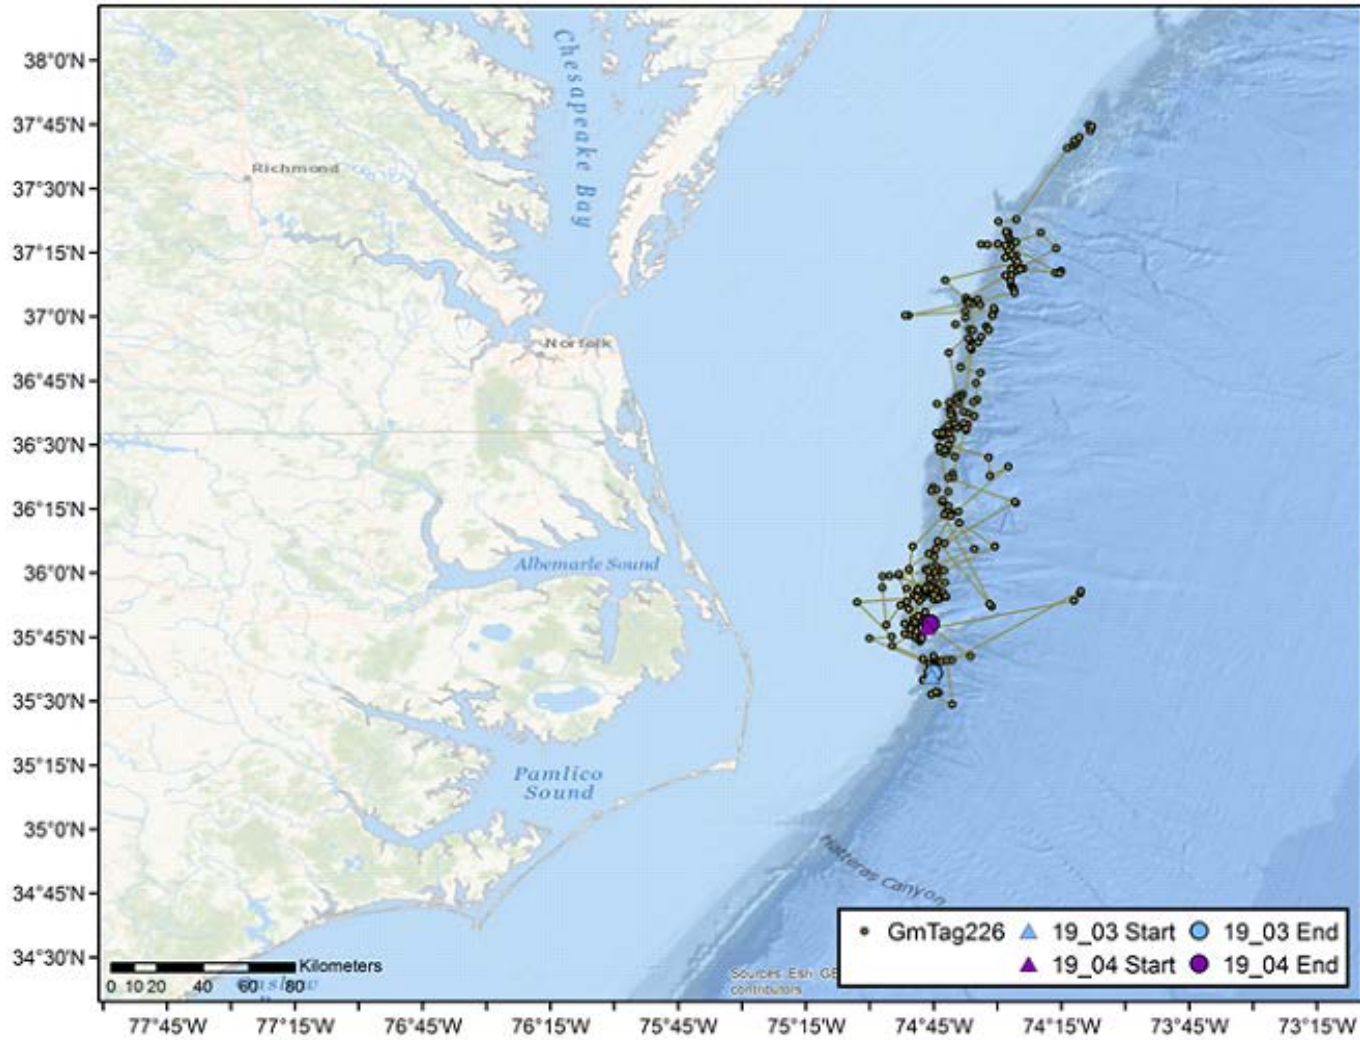 38°0'N
37°45'N
37°30'N
37°15'N
37°0'N
36°45'N
36°30'N
36°15'N
36°0'N
35°45'N
35°30'N
35°15'N
35°0'N
34°45'N
34°30'N
Chesapeake Bay
Richmond
Norfolk
Albemarle Sound
Pamlico
Sound
Hatteras Canyon
GmTag226
19_03 Start
19_03 End
19_04 Start
19_04 End
Kilometers
0 10 20 40 60 80
Sources: Esri, GE
contributors
77°45'W
77°15'W
76°45'W
76°15'W
75°45'W
75°15'W
74°45'W
74°15'W
73°45'W
73°15'W